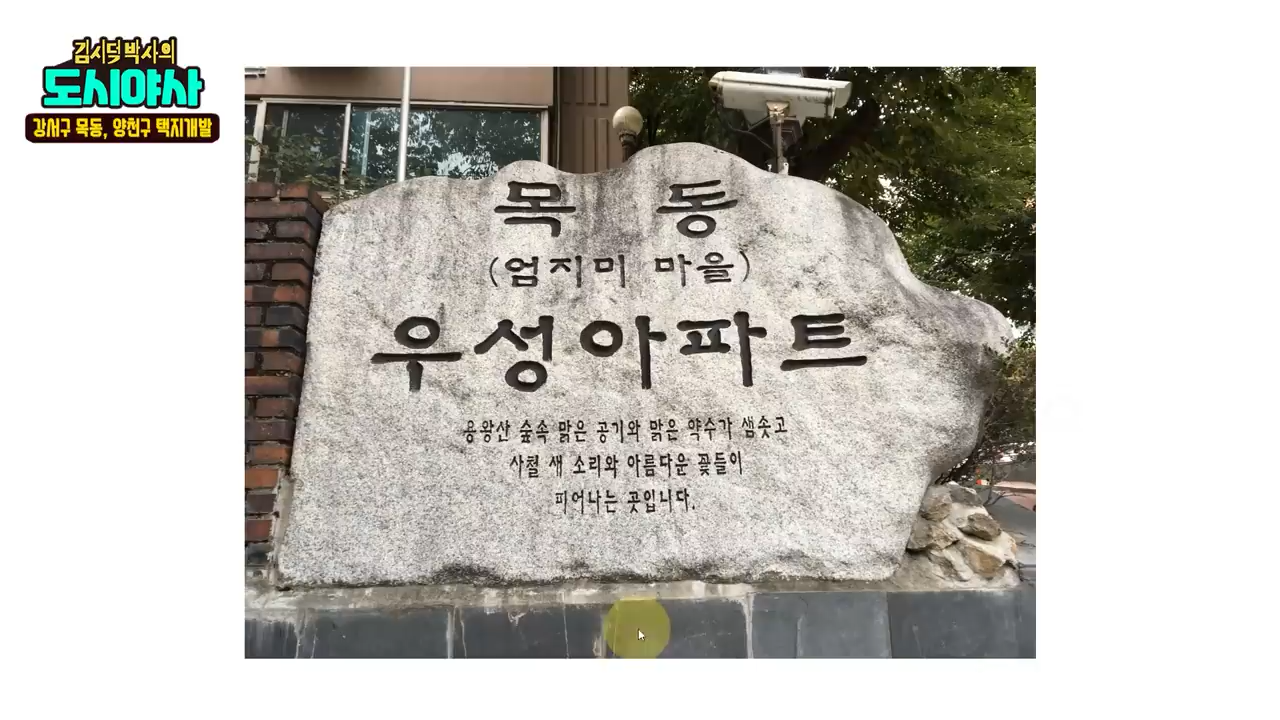 김시덕박사의
도시야사
강서구 목동, 양천구 택지개발
목 동
(엄지미 마을)
우성아파트
용왕산 숲속 맑은 공기와 맑은 약수가 샘솟고
사철 새 소리와 아름다운 꽃들이
피어나는 곳입니다.